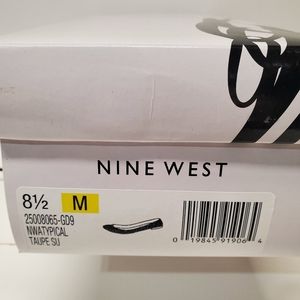 NINE WEST
8½ M
25008065-GD9
NWATYPICAL
TAUPE SU
0 19845 91906 4